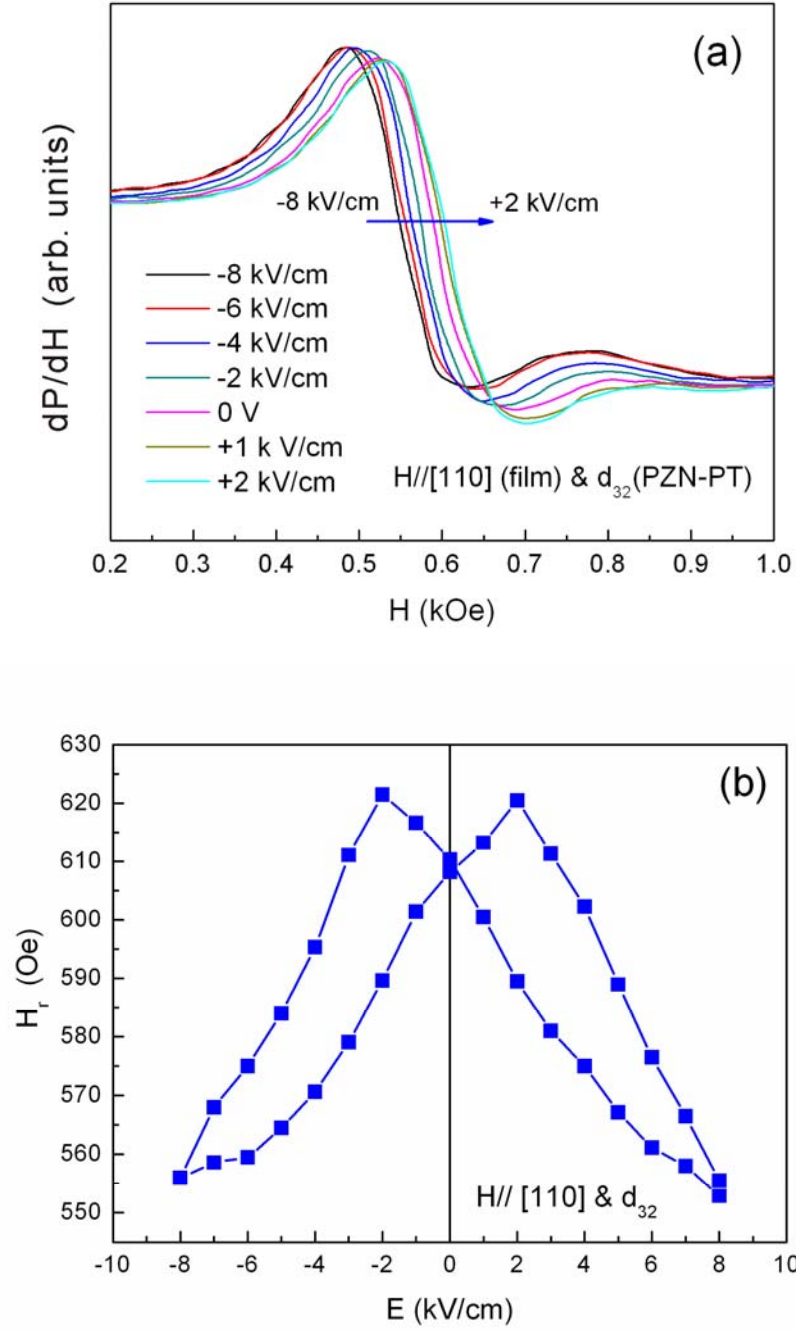 (a)
dP/dH (arb. units)
-8 kV/cm
+2 kV/cm
-8 kV/cm
-6 kV/cm
-4 kV/cm
-2 kV/cm
0 V
+1 k V/cm
+2 kV/cm
H//[110] (film) & d32(PZN-PT)
0.2 0.3 0.4 0.5 0.6 0.7 0.8 0.9 1.0
H (kOe)
(b)
630
620
610
600
590
580
570
560
550
Hr (Oe)
H// [110] & d32
-10 -8 -6 -4 -2 0 2 4 6 8 10
E (kV/cm)